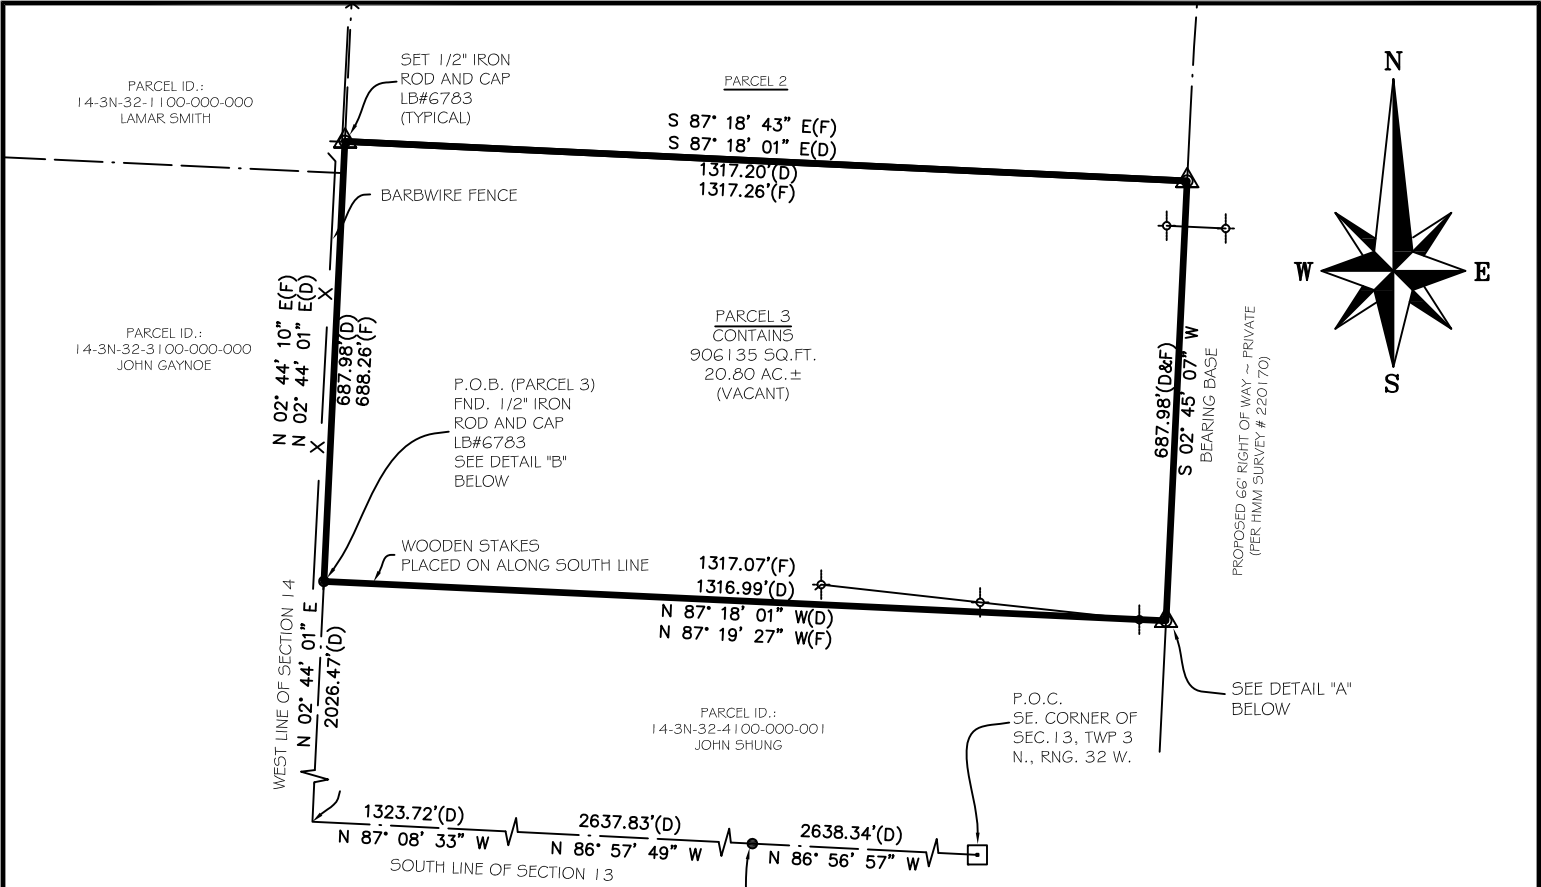 PARCEL ID.:
14-3N-32-1100-000-000
LAMAR SMITH
SET 1/2" IRON
ROD AND CAP
LB#6783
(TYPICAL)
PARCEL 2
S 87° 18' 43" E(F)
S 87° 18' 01" E(D)
1317.20'(D)
1317.26'(F)
BARBWIRE FENCE
N
W
E
S
N 02° 44' 10" E(F)
N 02° 44' 01" E(D)
X
X
687.98'(D)
688.26'(F)
PARCEL ID.:
14-3N-32-3100-000-000
JOHN GAYNOE
PARCEL 3
CONTAINS
906135 SQ.FT.
20.80 AC.±
(VACANT)
P.O.B. (PARCEL 3)
FND. 1/2" IRON
ROD AND CAP
LB#6783
SEE DETAIL "B"
BELOW
687.98'(D&F)
S 02° 45' 07" W
BEARING BASE
PROPOSED 66' RIGHT OF WAY ~ PRIVATE
(PER HMM SURVEY # 220170)
WOODEN STAKES
PLACED ON ALONG SOUTH LINE
1317.07'(F)
1316.99'(D)
N 87° 18' 01" W(D)
N 87° 19' 27" W(F)
WEST LINE OF SECTION 14
N 02° 44' 01" E
2026.47'(D)
SEE DETAIL "A"
BELOW
PARCEL ID.:
14-3N-32-4100-000-001
JOHN SHUNG
P.O.C.
SE. CORNER OF
SEC.13, TWP 3
N., RNG. 32 W.
1323.72'(D)
N 87° 08' 33" W
2637.83'(D)
N 86° 57' 49" W
2638.34'(D)
N 86° 56' 57" W
SOUTH LINE OF SECTION 13